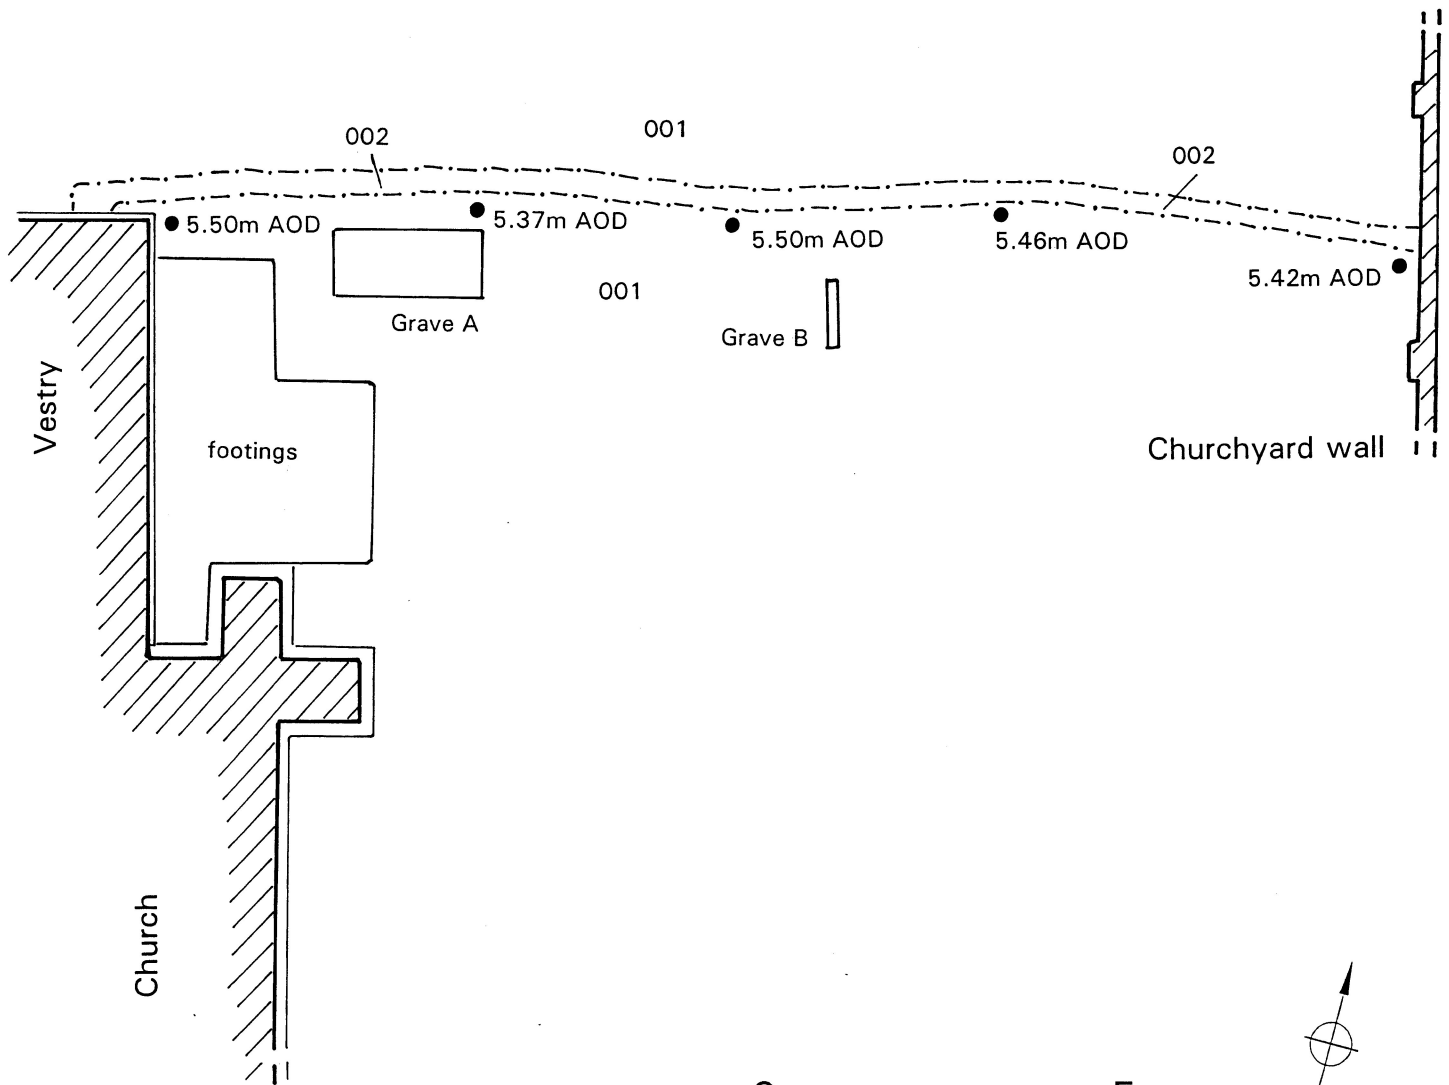 001
002
002
5.50m AOD
5.37m AOD
5.50m AOD
5.46m AOD
5.42m AOD
001
Grave A
Grave B
Vestry
footings
Churchyard wall
Church